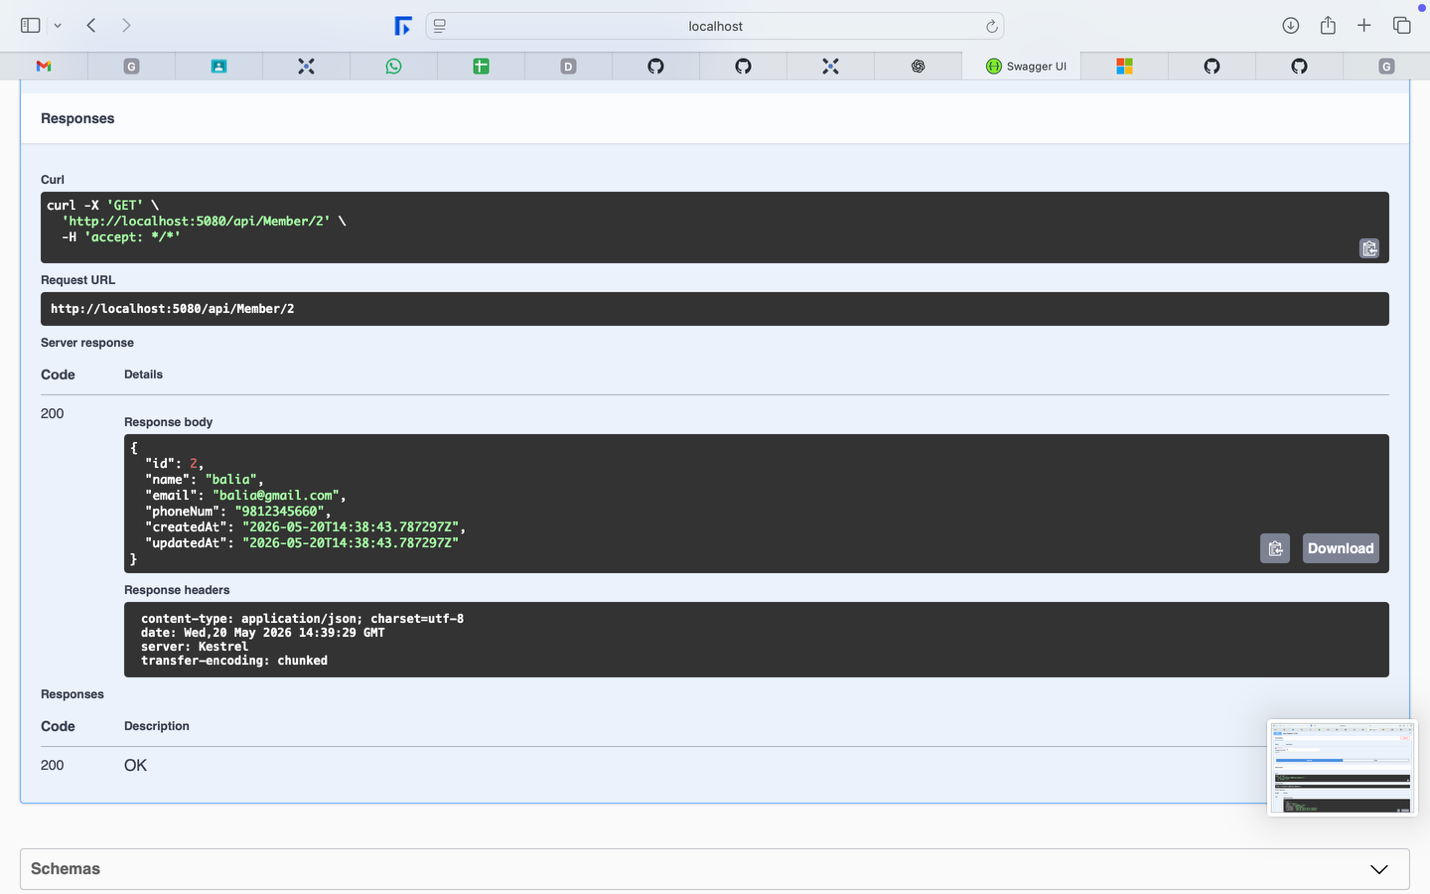 localhost
G
D
Swagger UI
G
Responses
Curl
curl -X 'GET' \
'http://localhost:5080/api/Member/2' \
-H 'accept: */*'
Request URL
http://localhost:5080/api/Member/2
Server response
Code Details
200
Response body
{
"id": 2,
"name": "balia",
"email": "balia@gmail.com",
"phoneNum": "9812345660",
"createdAt": "2026-05-20T14:38:43.787297Z",
"updatedAt": "2026-05-20T14:38:43.787297Z"
}
Download
Response headers
content-type: application/json; charset=utf-8
date: Wed,20 May 2026 14:39:29 GMT
server: Kestrel
transfer-encoding: chunked
Responses
Code Description
200 OK
Schemas